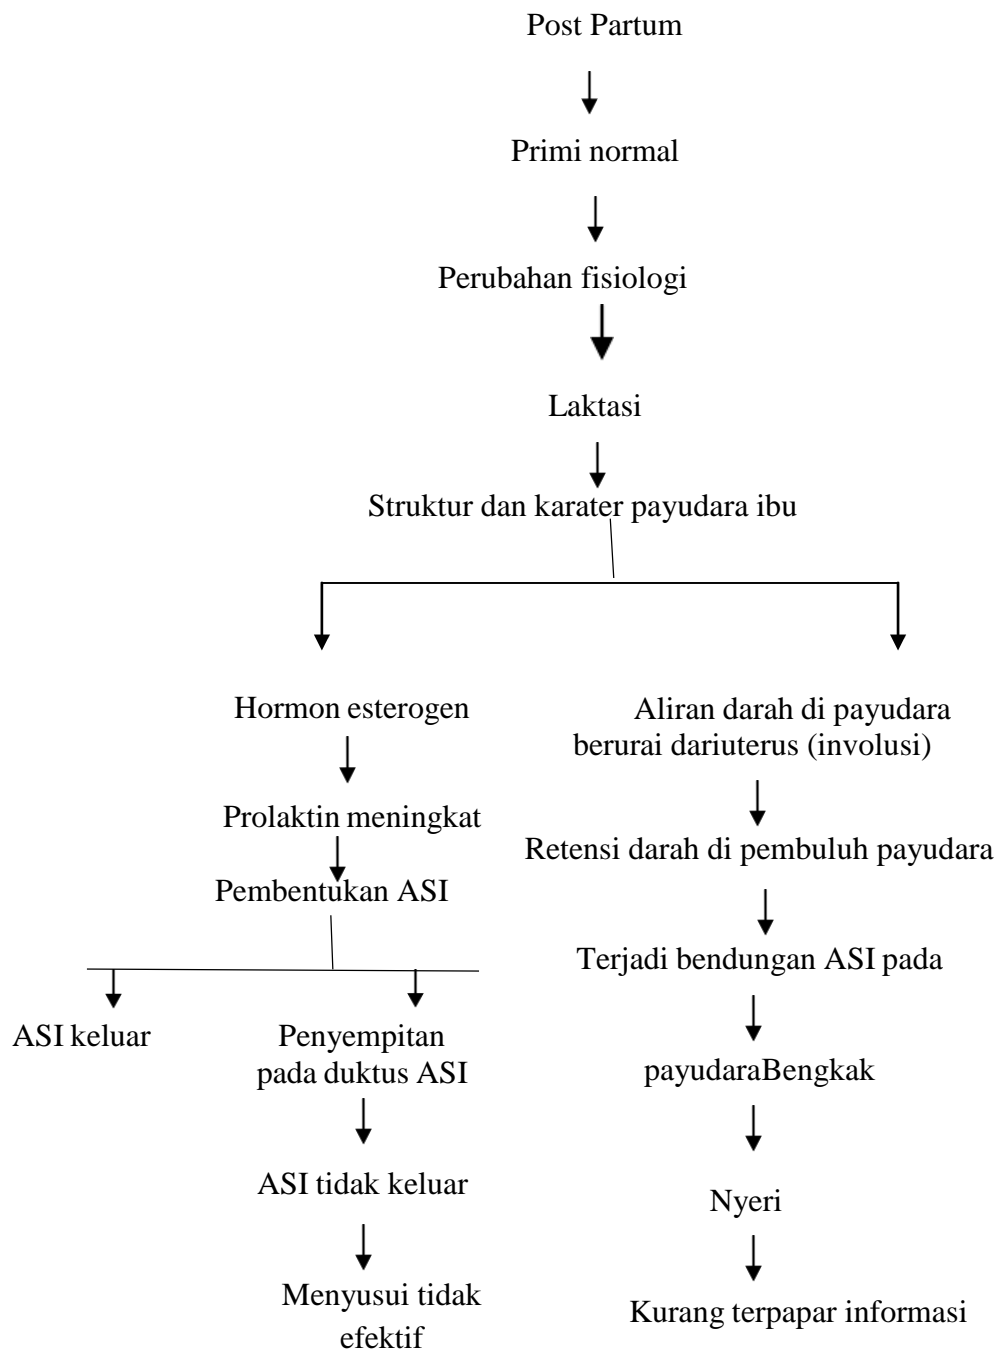 Post Partum
Primi normal
Perubahan fisiologi
Laktasi
Struktur dan karater payudara ibu
Hormon esterogen
Prolaktin meningkat
Pembentukan ASI
ASI keluar
Penyempitan
pada duktus ASI
ASI tidak keluar
Menyusui tidak
efektif
Aliran darah di payudara
berurai dariuterus (involusi)
Retensi darah di pembuluh payudara
Terjadi bendungan ASI pada
payudaraBengkak
Nyeri
Kurang terpapar informasi